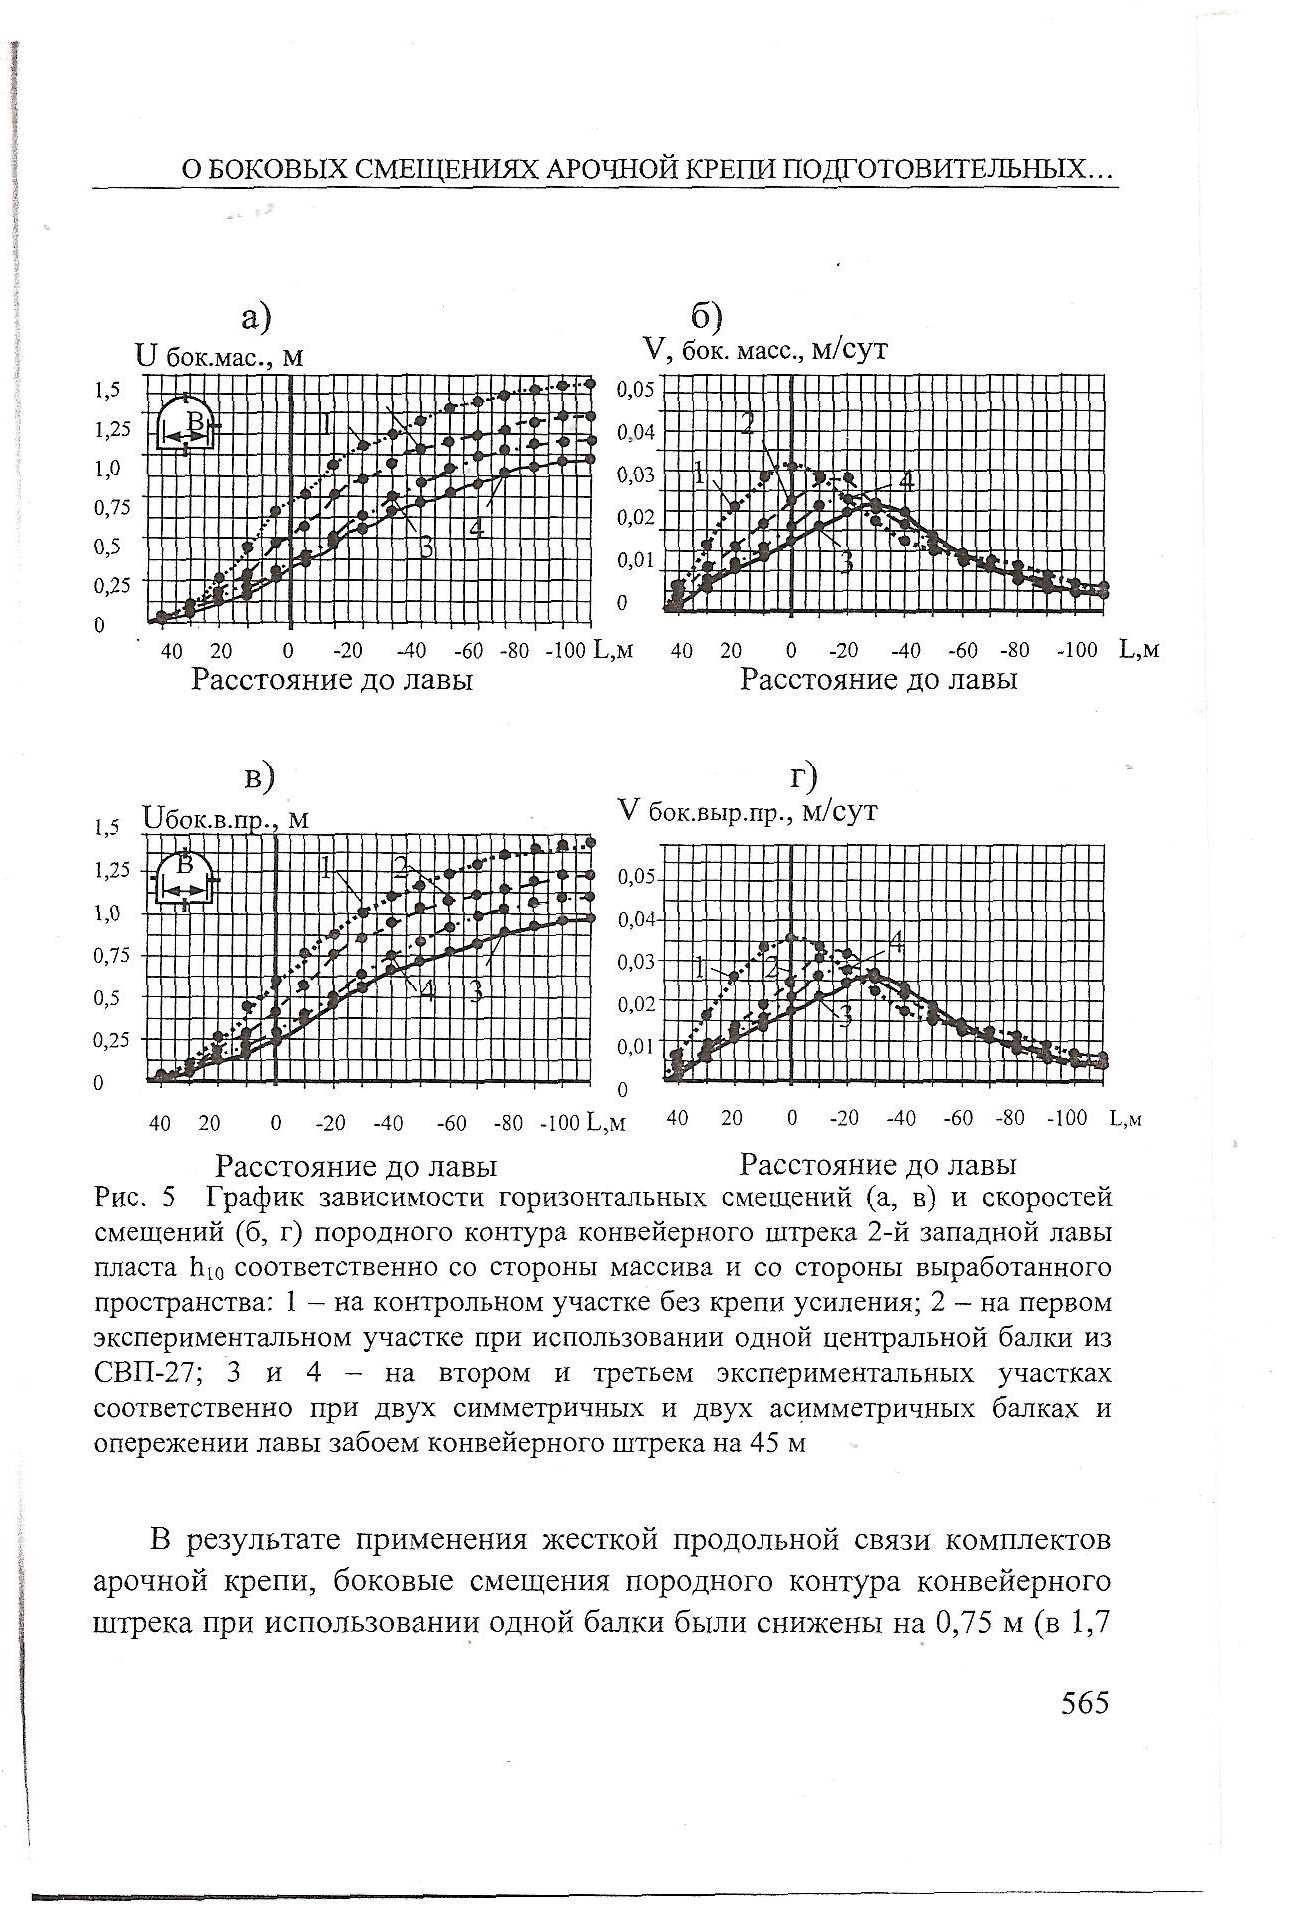 О БОКОВЫХ СМЕЩЕНИЯХ АРОЧНОЙ КРЕПИ ПОДГОТОВИТЕЛЬНЫХ...
а)
U бок.мас., м
1,5
1,25
1,0
0,75
0,5
0,25
0
В
1
3
4
40 20 0 -20 -40 -60 -80 -100 L,м
Расстояние до лавы
б)
V, бок. масс., м/сут
0,05
0,04
0,03
0,02
0,01
0
2
1
4
3
40 20 0 -20 -40 -60 -80 -100 L,м
Расстояние до лавы
в)
Uбок.в.пр., м
1,5
1,25
1,0
0,75
0,5
0,25
0
В
1
2
4
3
40 20 0 -20 -40 -60 -80 -100 L,м
Расстояние до лавы
г)
V бок.выр.пр., м/сут
0,05
0,04
0,03
0,02
0,01
0
1
2
4
3
40 20 0 -20 -40 -60 -80 -100 L,м
Расстояние до лавы
Рис. 5 График зависимости горизонтальных смещений (а, в) и скоростей
смещений (б, г) породного контура конвейерного штрека 2-й западной лавы
пласта h10 соответственно со стороны массива и со стороны выработанного
пространства: 1 – на контрольном участке без крепи усиления; 2 – на первом
экспериментальном участке при использовании одной центральной балки из
СВП-27; 3 и 4 – на втором и третьем экспериментальных участках
соответственно при двух симметричных и двух асимметричных балках и
опережении лавы забоем конвейерного штрека на 45 м
В результате применения жесткой продольной связи комплектов
арочной крепи, боковые смещения породного контура конвейерного
штрека при использовании одной балки были снижены на 0,75 м (в 1,7
565